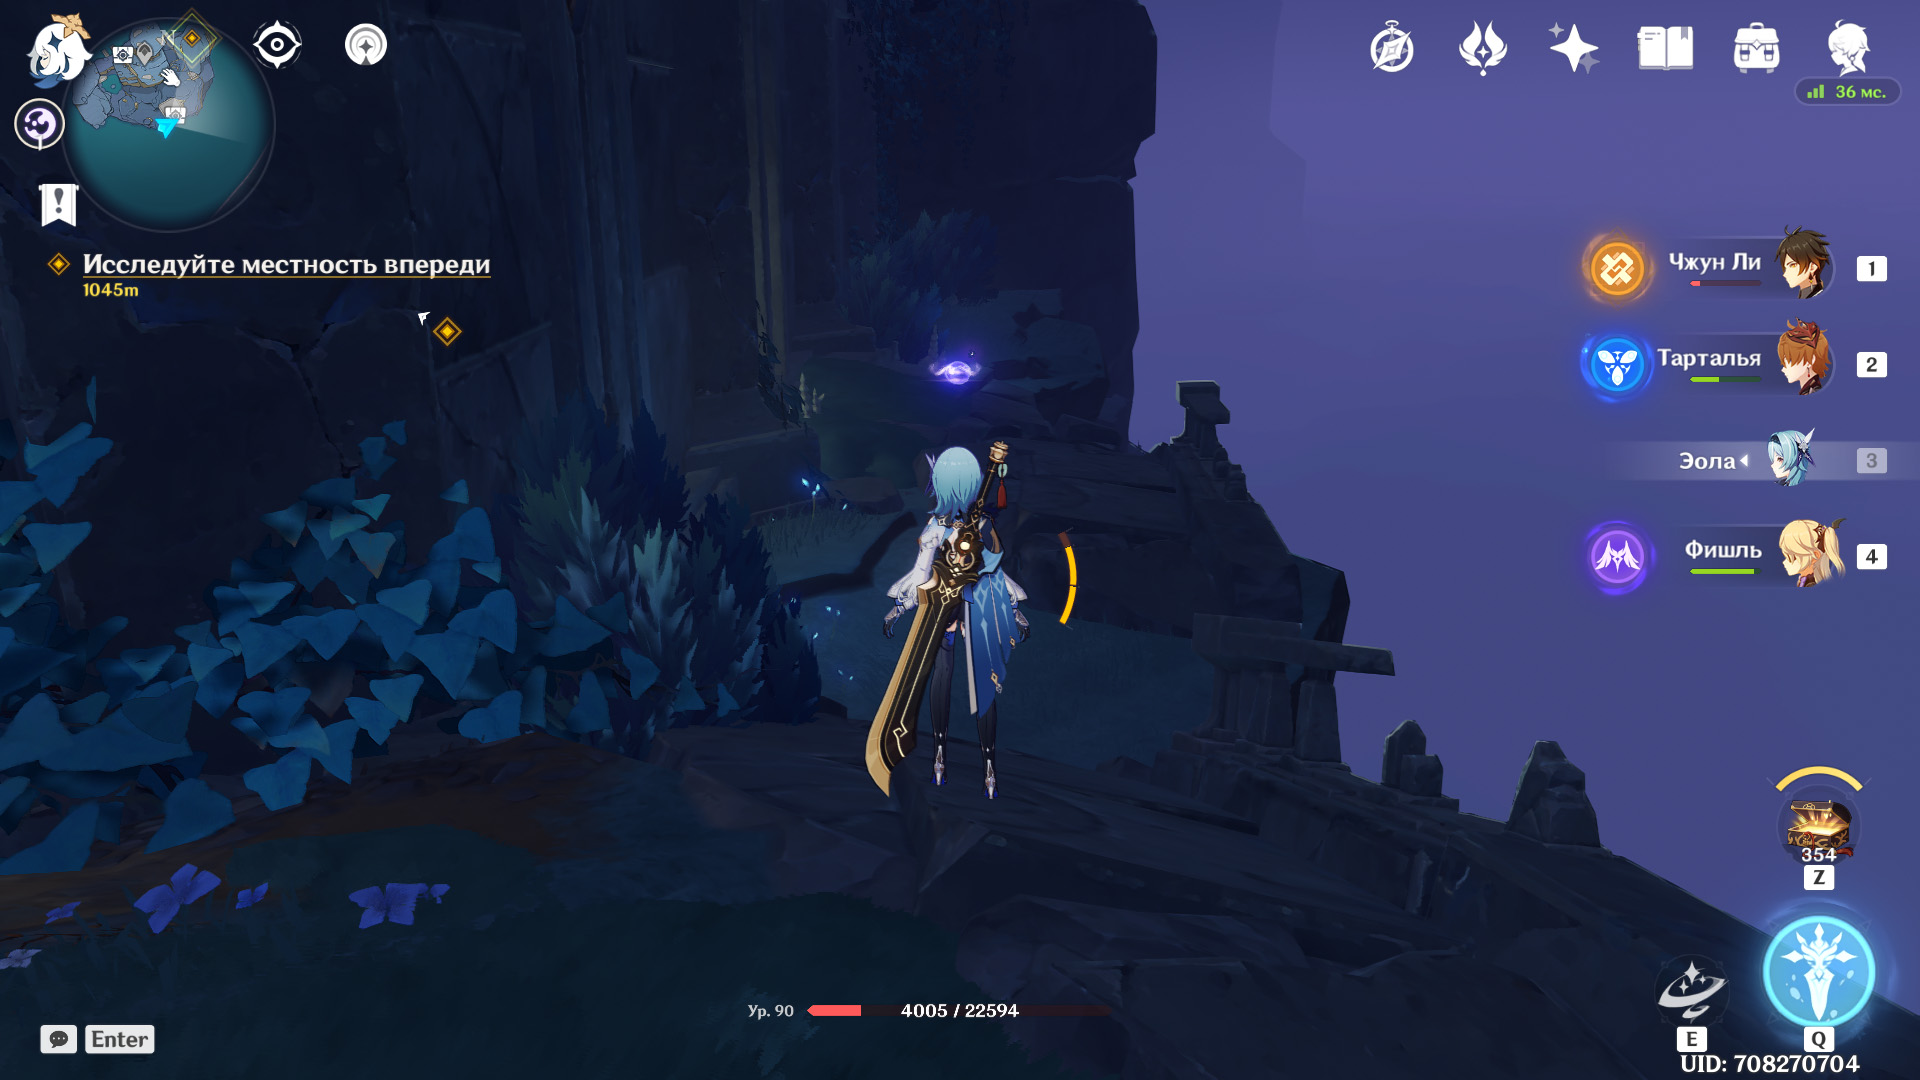 N
36 мс.
Исследуйте местность впереди
1045m
Чжун Ли
1
Тарталья
2
Эола
3
Фишль
4
354
Z
Ур. 90
4005 / 22594
Enter
E
Q
UID: 708270704